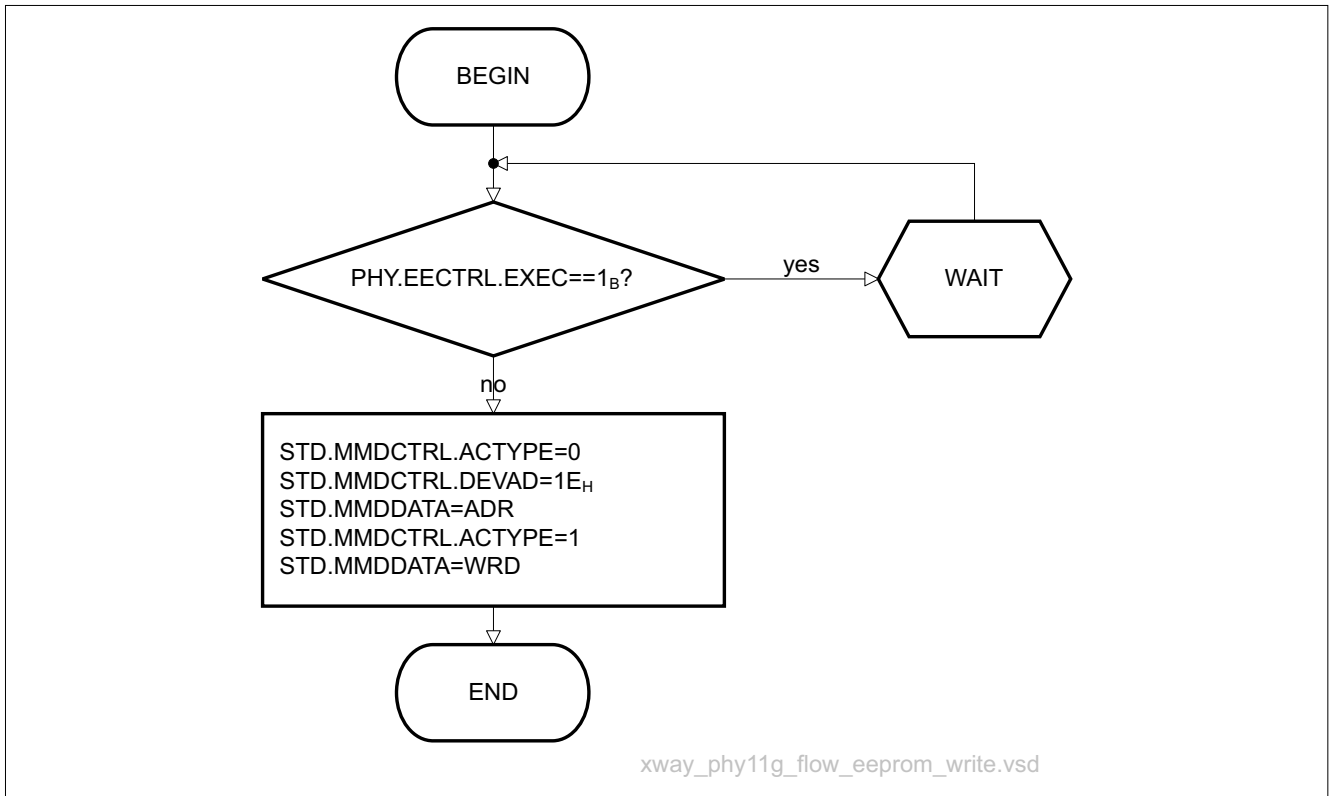 BEGIN
PHY.EECTRL.EXEC==1B?
yes
WAIT
no
STD.MMDCTRL.ACTYPE=0
STD.MMDCTRL.DEVAD=1EH
STD.MMDDATA=ADR
STD.MMDCTRL.ACTYPE=1
STD.MMDDATA=WRD
END
xway_phy11g_flow_eeprom_write.vsd